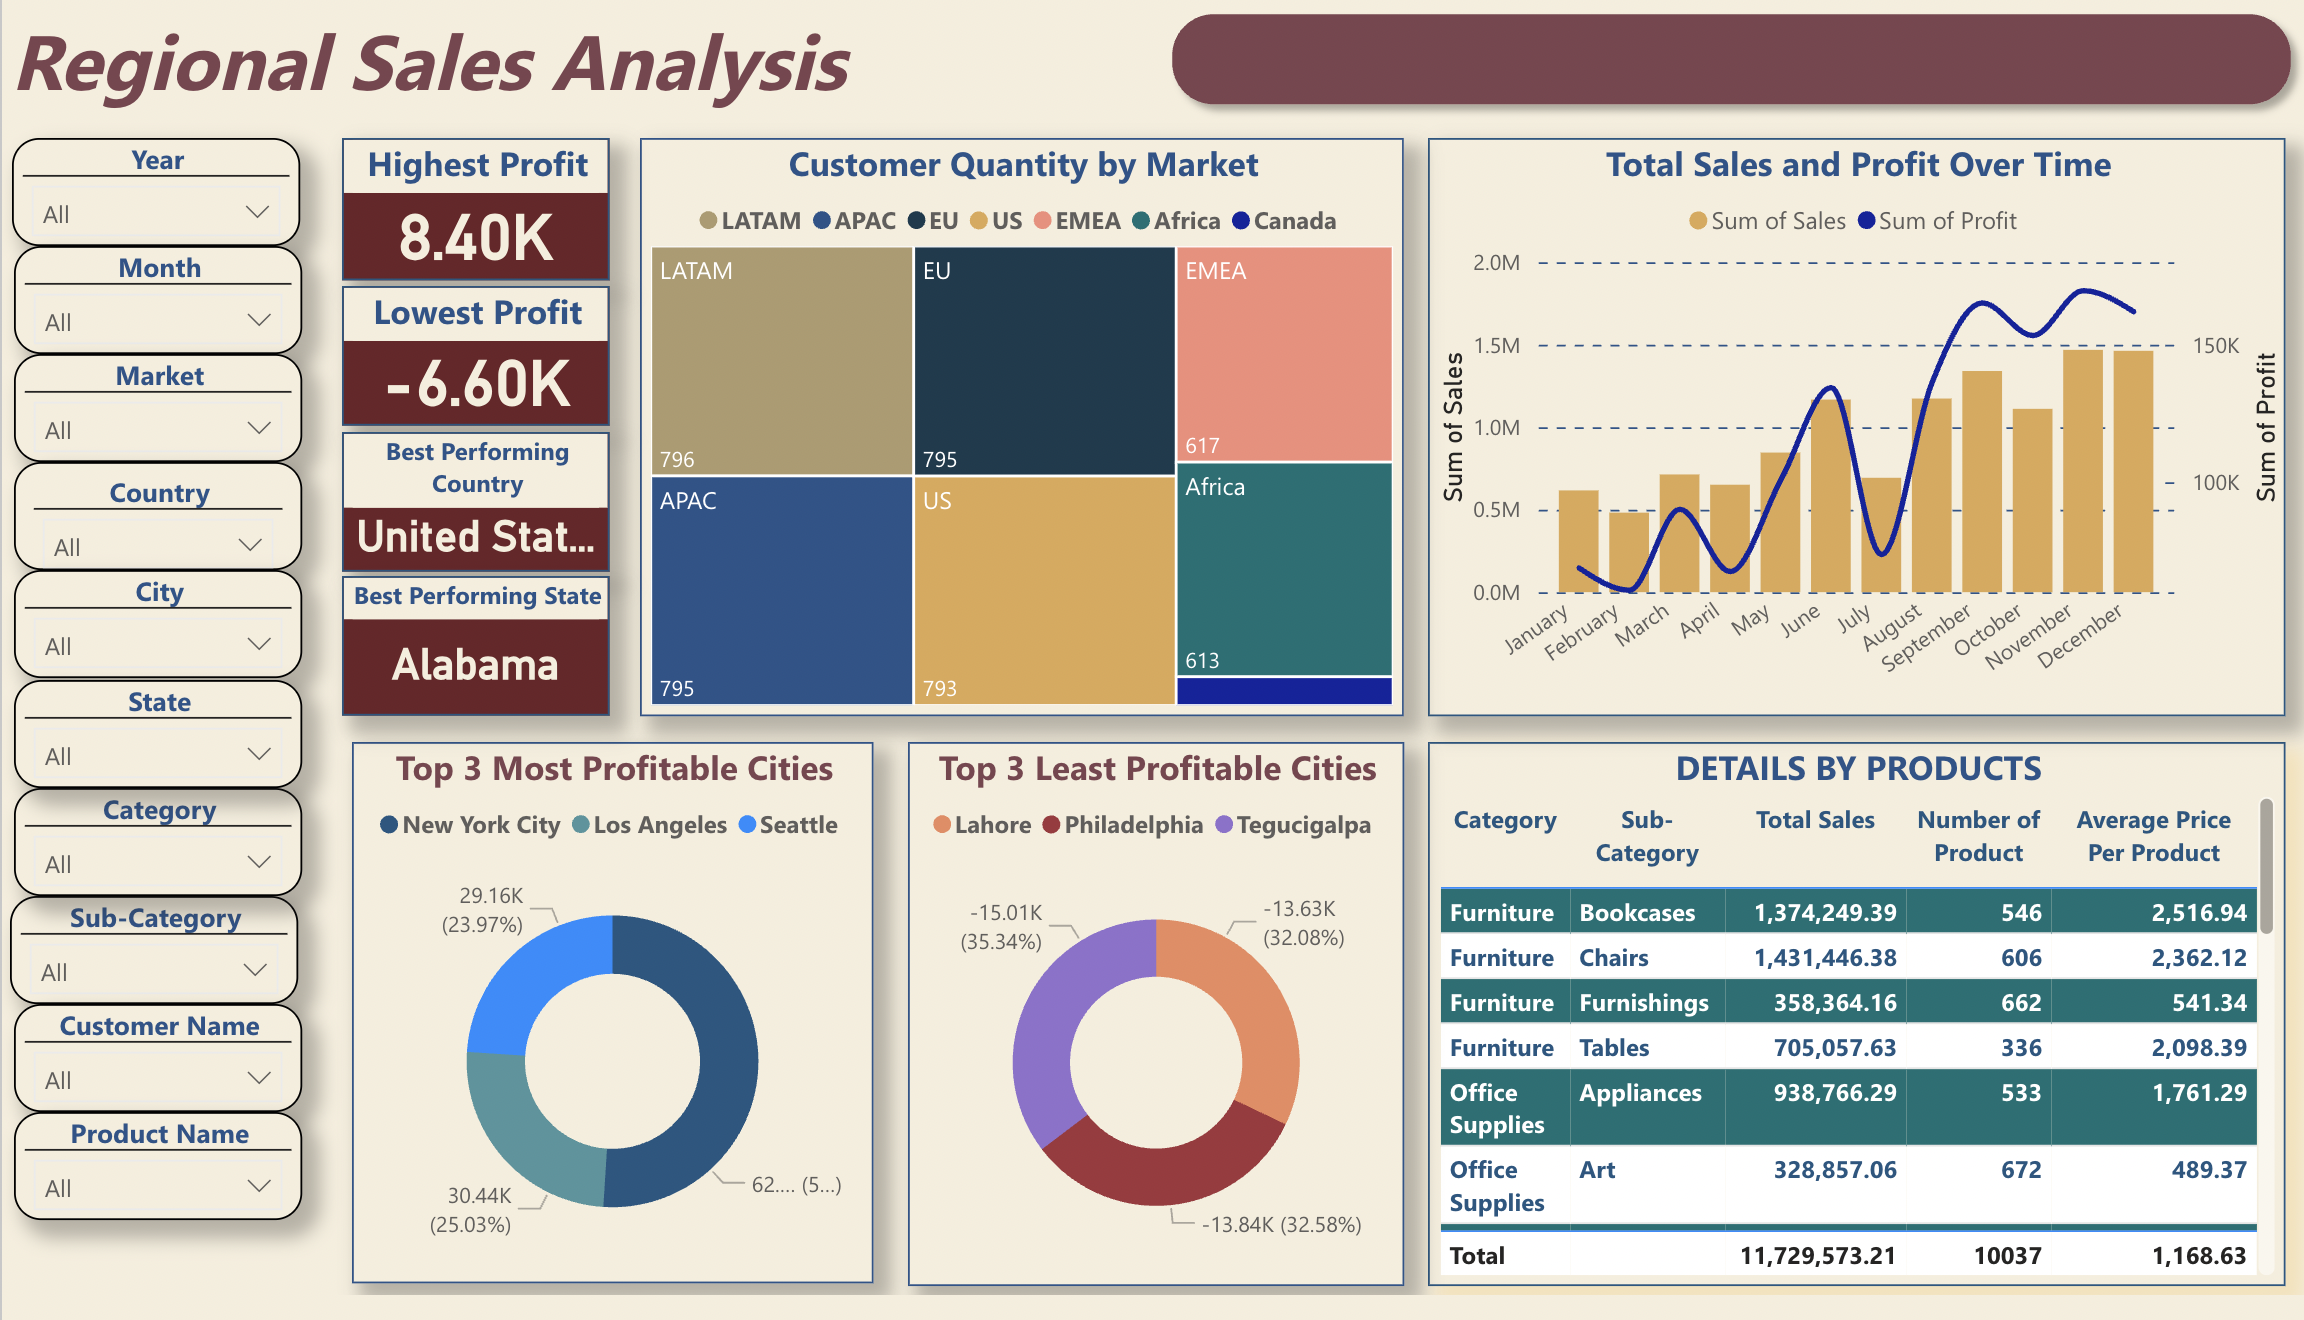 Regional Sales Analysis
Year
All
Month
All
Market
All
Country
All
City
All
State
All
Category
All
Sub-Category
All
Customer Name
All
Product Name
All
Highest Profit
8.40K
Lowest Profit
-6.60K
Best Performing
Country
United Stat...
Best Performing State
Alabama
Customer Quantity by Market
LATAM APAC EU US EMEA Africa Canada
LATAM
796
EU
795
EMEA
617
APAC
795
US
793
Africa
613
Total Sales and Profit Over Time
Sum of Sales Sum of Profit
2.0M
1.5M
1.0M
0.5M
0.0M
Sum of Sales
150K
100K
Sum of Profit
January
February
March
April
May
June
July
August
September
October
November
December
Top 3 Most Profitable Cities
New York City Los Angeles Seattle
29.16K
(23.97%)
62.... (5...)
30.44K
(25.03%)
Top 3 Least Profitable Cities
Lahore Philadelphia Tegucigalpa
-15.01K
(35.34%)
-13.63K
(32.08%)
-13.84K (32.58%)
DETAILS BY PRODUCTS
Category Sub- Total Sales Number of Average Price
Category Product Per Product
Furniture Bookcases 1,374,249.39 546 2,516.94
Furniture Chairs 1,431,446.38 606 2,362.12
Furniture Furnishings 358,364.16 662 541.34
Furniture Tables 705,057.63 336 2,098.39
Office Appliances 938,766.29 533 1,761.29
Supplies
Office Art 328,857.06 672 489.37
Supplies
Total 11,729,573.21 10037 1,168.63